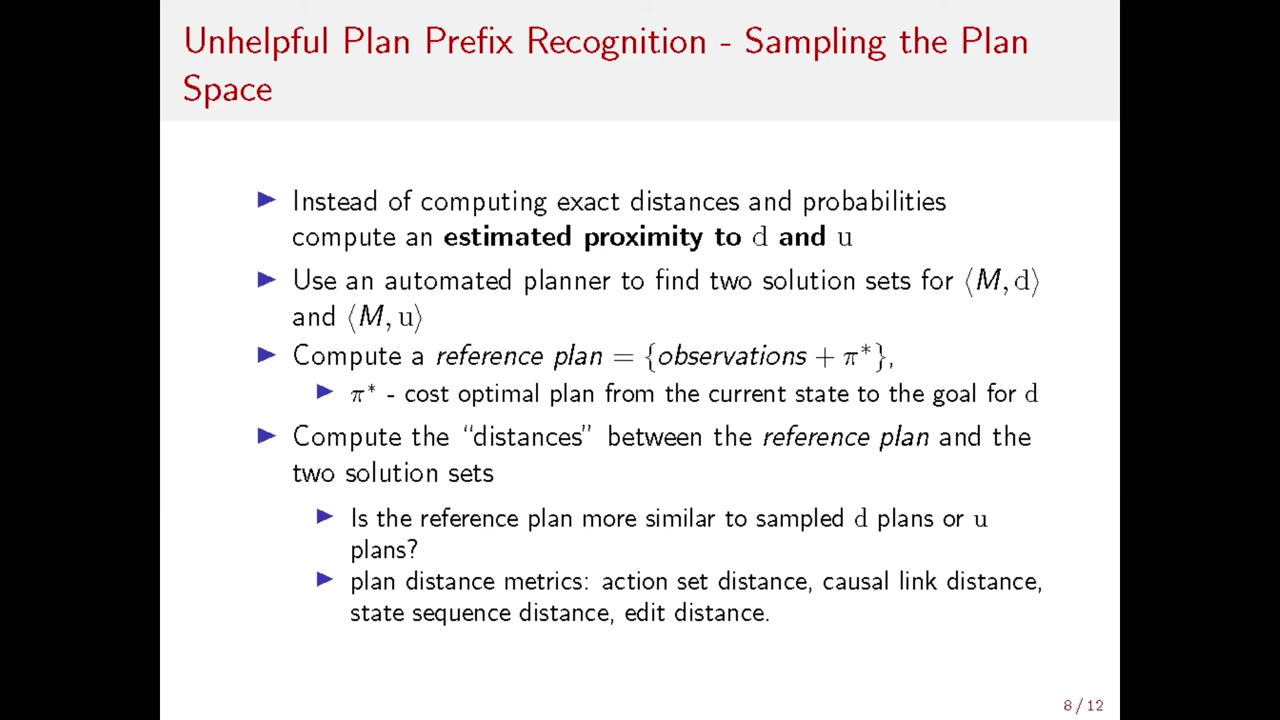 Unhelpful Plan Prefix Recognition - Sampling the Plan
Space
▶ Instead of computing exact distances and probabilities
compute an estimated proximity to d and u
▶ Use an automated planner to find two solution sets for ⟨M, d⟩
and ⟨M, u⟩
▶ Compute a reference plan = {observations + π*},
▶ π* - cost optimal plan from the current state to the goal for d
▶ Compute the “distances” between the reference plan and the
two solution sets
▶ Is the reference plan more similar to sampled d plans or u
plans?
▶ plan distance metrics: action set distance, causal link distance,
state sequence distance, edit distance.
8 / 12